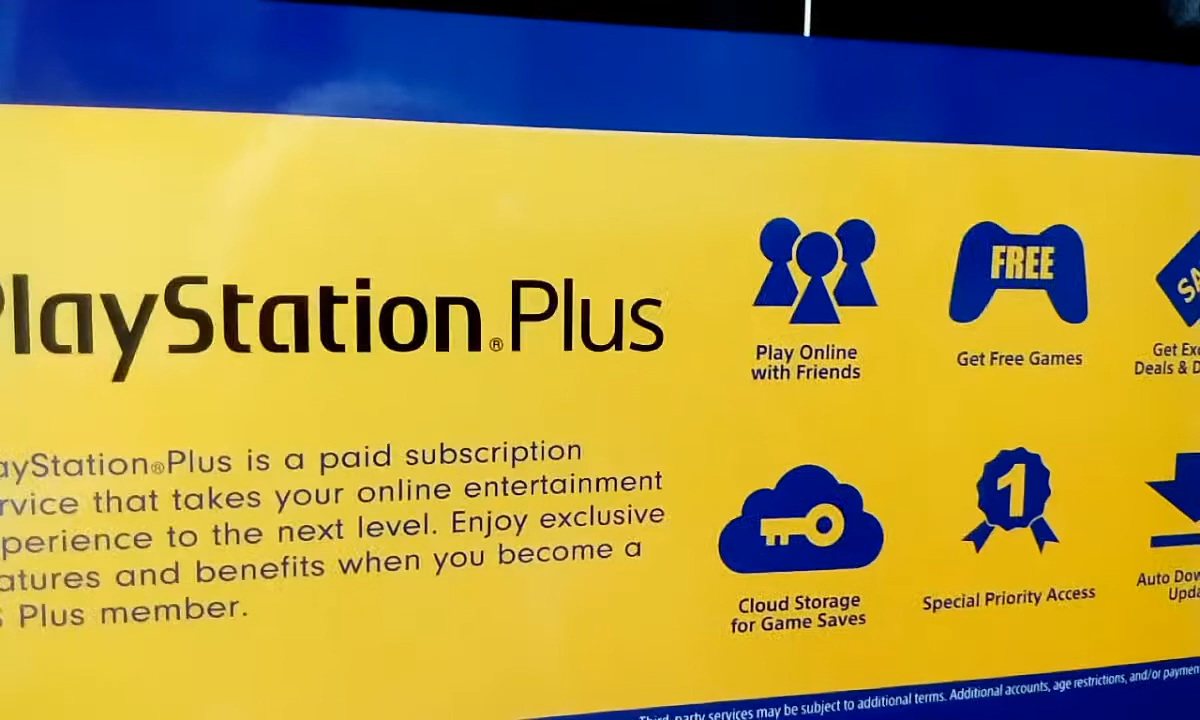 PlayStation®Plus
ayStation®Plus is a paid subscription
rvice that takes your online entertainment
perience to the next level. Enjoy exclusive
atures and benefits when you become a
Plus member.
Play Online
with Friends
FREE
Get Free Games
SA
Get Ex
Deals & D
1
Cloud Storage
for Game Saves
Special Priority Access
Auto Dow
Upda
Third-party services may be subject to additional terms. Additional accounts, age restrictions, and/or paymen